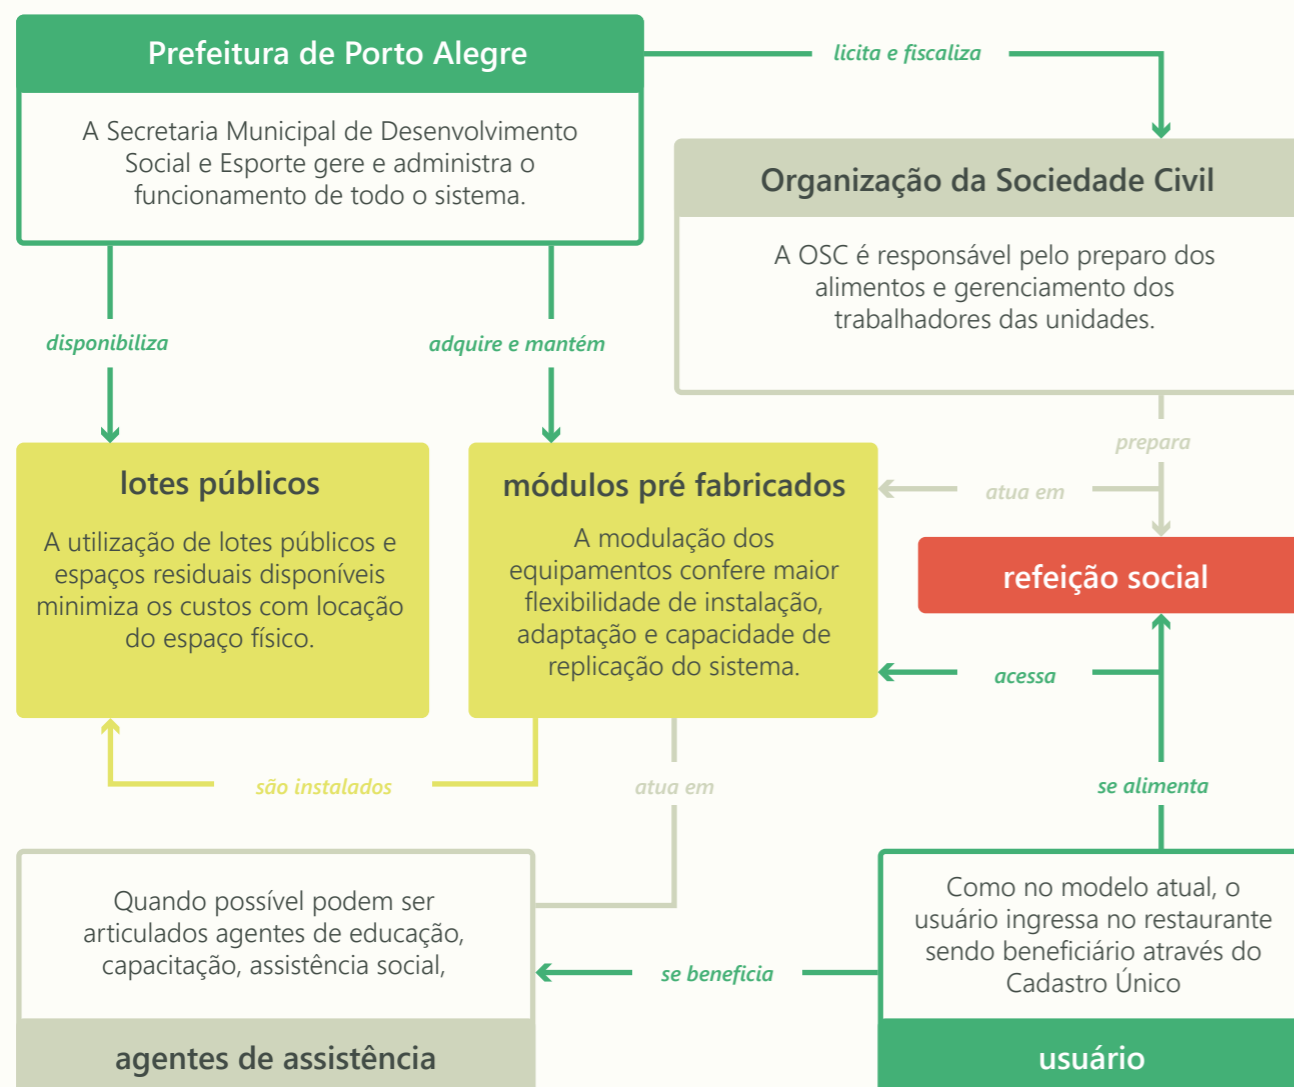 Prefeitura de Porto Alegre
A Secretaria Municipal de Desenvolvimento
Social e Esporte gere e administra o
funcionamento de todo o sistema.
licita e fiscaliza
Organização da Sociedade Civil
A OSC é responsável pelo preparo dos
alimentos e gerenciamento dos
trabalhadores das unidades.
disponibiliza
adquire e mantém
prepara
atua em
lotes públicos
A utilização de lotes públicos e
espaços residuais disponíveis
minimiza os custos com locação
do espaço físico.
módulos pré fabricados
A modulação dos
equipamentos confere maior
flexibilidade de instalação,
adaptação e capacidade de
replicação do sistema.
refeição social
acessa
são instalados
atua em
se alimenta
Quando possível podem ser
articulados agentes de educação,
capacitação, assistência social,
agentes de assistência
se beneficia
Como no modelo atual, o
usuário ingressa no restaurante
sendo beneficiário através do
Cadastro Único
usuário